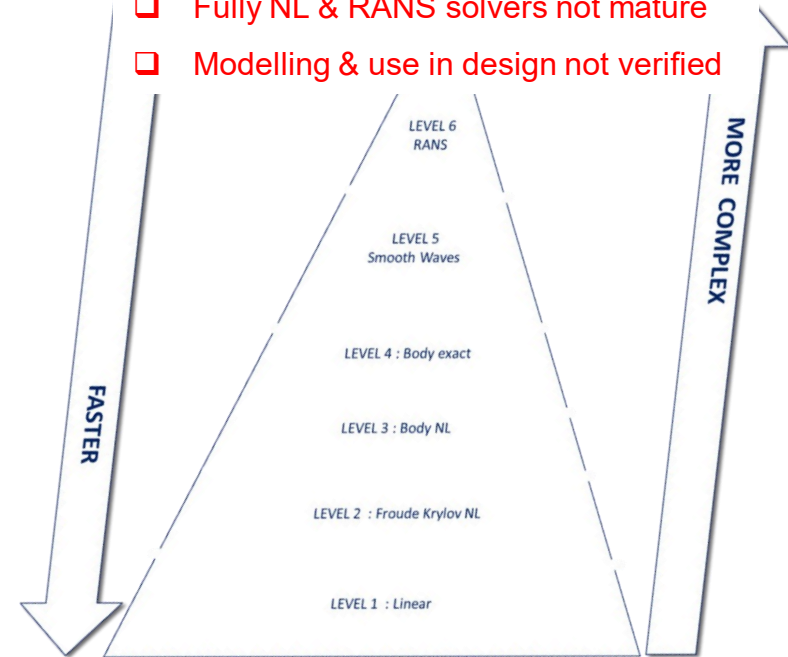 Fully NL & RANS solvers not mature
Modelling & use in design not verified
LEVEL 6
RANS
MORE COMPLEX
LEVEL 5
Smooth Waves
LEVEL 4 : Body exact
FASTER
LEVEL 3 : Body NL
LEVEL 2 : Froude Krylov NL
LEVEL 1 : Linear